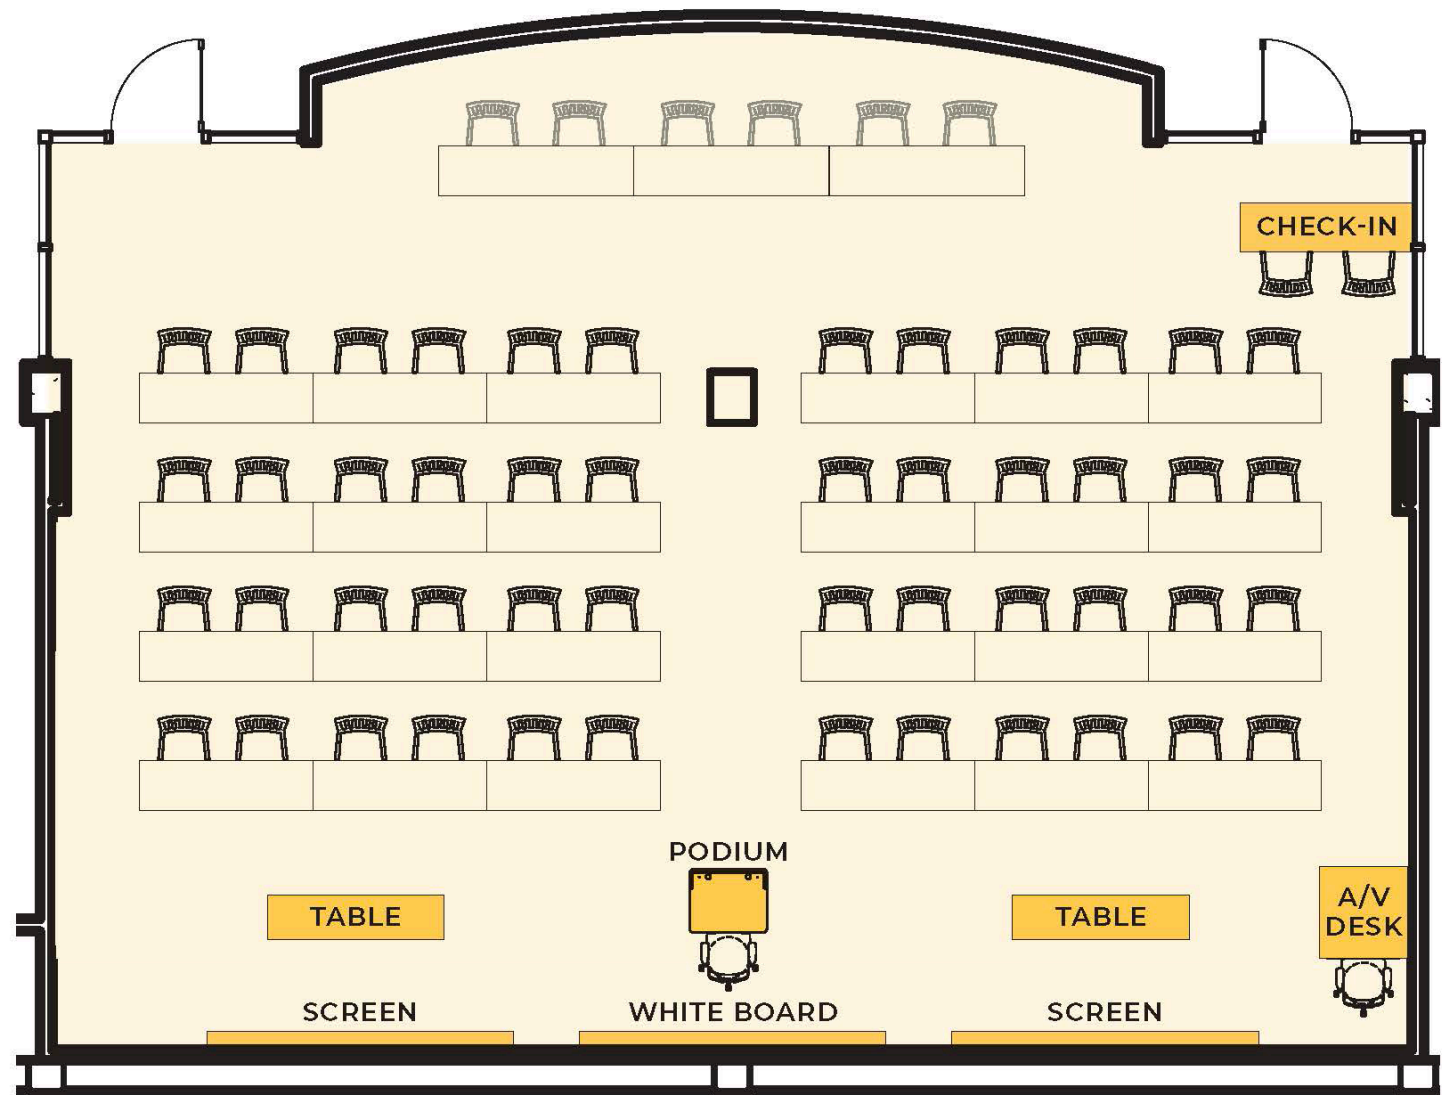 CHECK-IN
PODIUM
TABLE
TABLE
A/V
DESK
SCREEN
WHITE BOARD
SCREEN